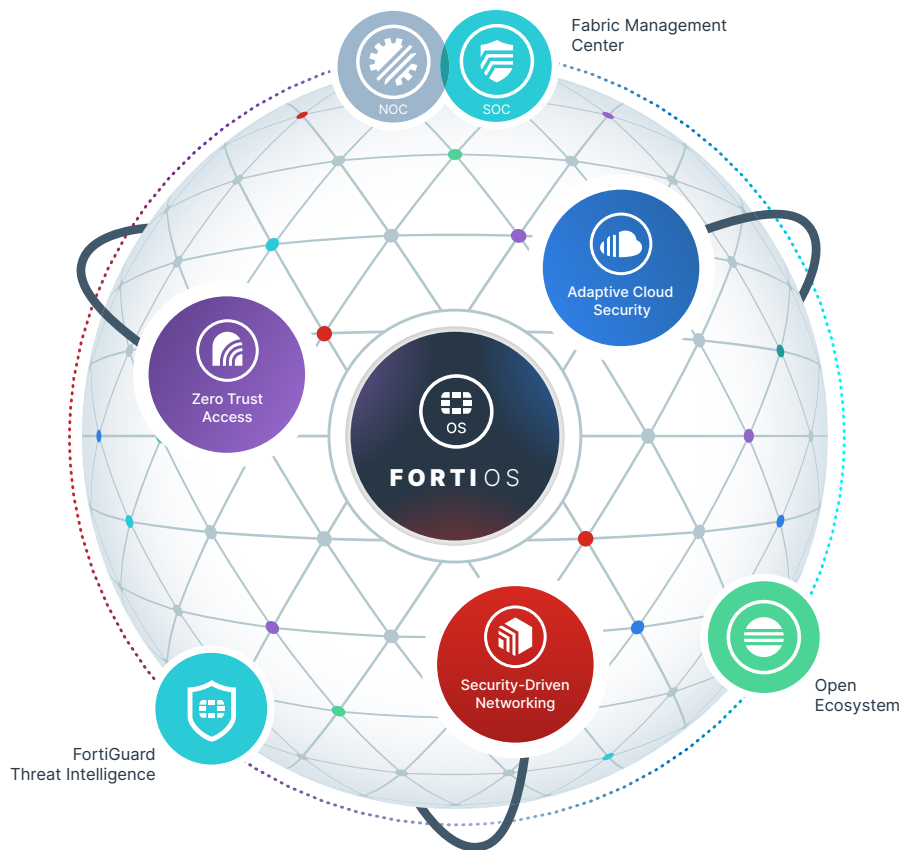 Fabric Management
Center
NOC
SOC
Adaptive Cloud
Security
Zero Trust
Access
OS
FORTIOS
Security-Driven
Networking
Open
Ecosystem
FortiGuard
Threat Intelligence